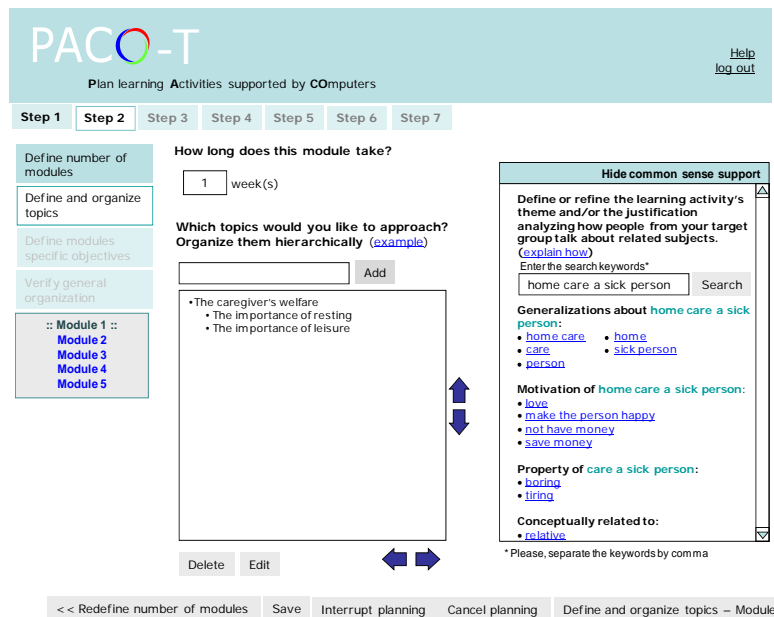 PACO-T
Plan learning Activities supported by COmputers
Help
log out
Step 1
Step 2
Step 3
Step 4
Step 5
Step 6
Step 7
Define number of
modules
Define and organize
topics
Define modules
specific objectives
Verify general
organization
:: Module 1 ::
Module 2
Module 3
Module 4
Module 5
How long does this module take?
1 week(s)
Which topics would you like to approach?
Organize them hierarchically (example)
Add
•The caregiver's welfare
• The importance of resting
• The importance of leisure
Delete
Edit
Hide common sense support
Define or refine the learning activity's
theme and/or the justification
analyzing how people from your target
group talk about related subjects.
(explain how)
Enter the search keywords*
home care a sick person
Search
Generalizations about home care a sick
person:
• home care • home
• care • sick person
• person
Motivation of home care a sick person:
• love
• make the person happy
• not have money
• save money
Property of care a sick person:
• boring
• tiring
Conceptually related to:
• relative
* Please, separate the keywords by comma
<< Redefine number of modules
Save
Interrupt planning
Cancel planning
Define and organize topics – Module